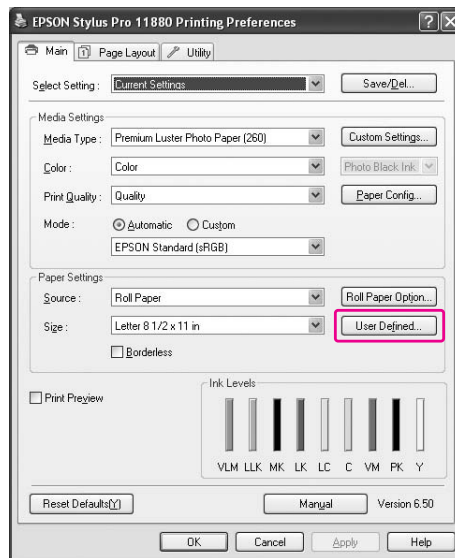 EPSON Stylus Pro 11880 Printing Preferences
Main Page Layout Utility
Select Setting : Current Settings Save/Del...
Media Settings
Media Type : Premium Luster Photo Paper (260) Custom Settings...
Color : Color Photo Black Ink
Print Quality : Quality Paper Config...
Mode : Automatic Custom
EPSON Standard (sRGB)
Paper Settings
Source : Roll Paper Roll Paper Option...
Size : Letter 8 1/2 x 11 in User Defined...
Borderless
Print Preview
Ink Levels
VLM LLK MK LK LC C VM PK Y
Reset Defaults(Y) Manual Version 6.50
OK Cancel Apply Help